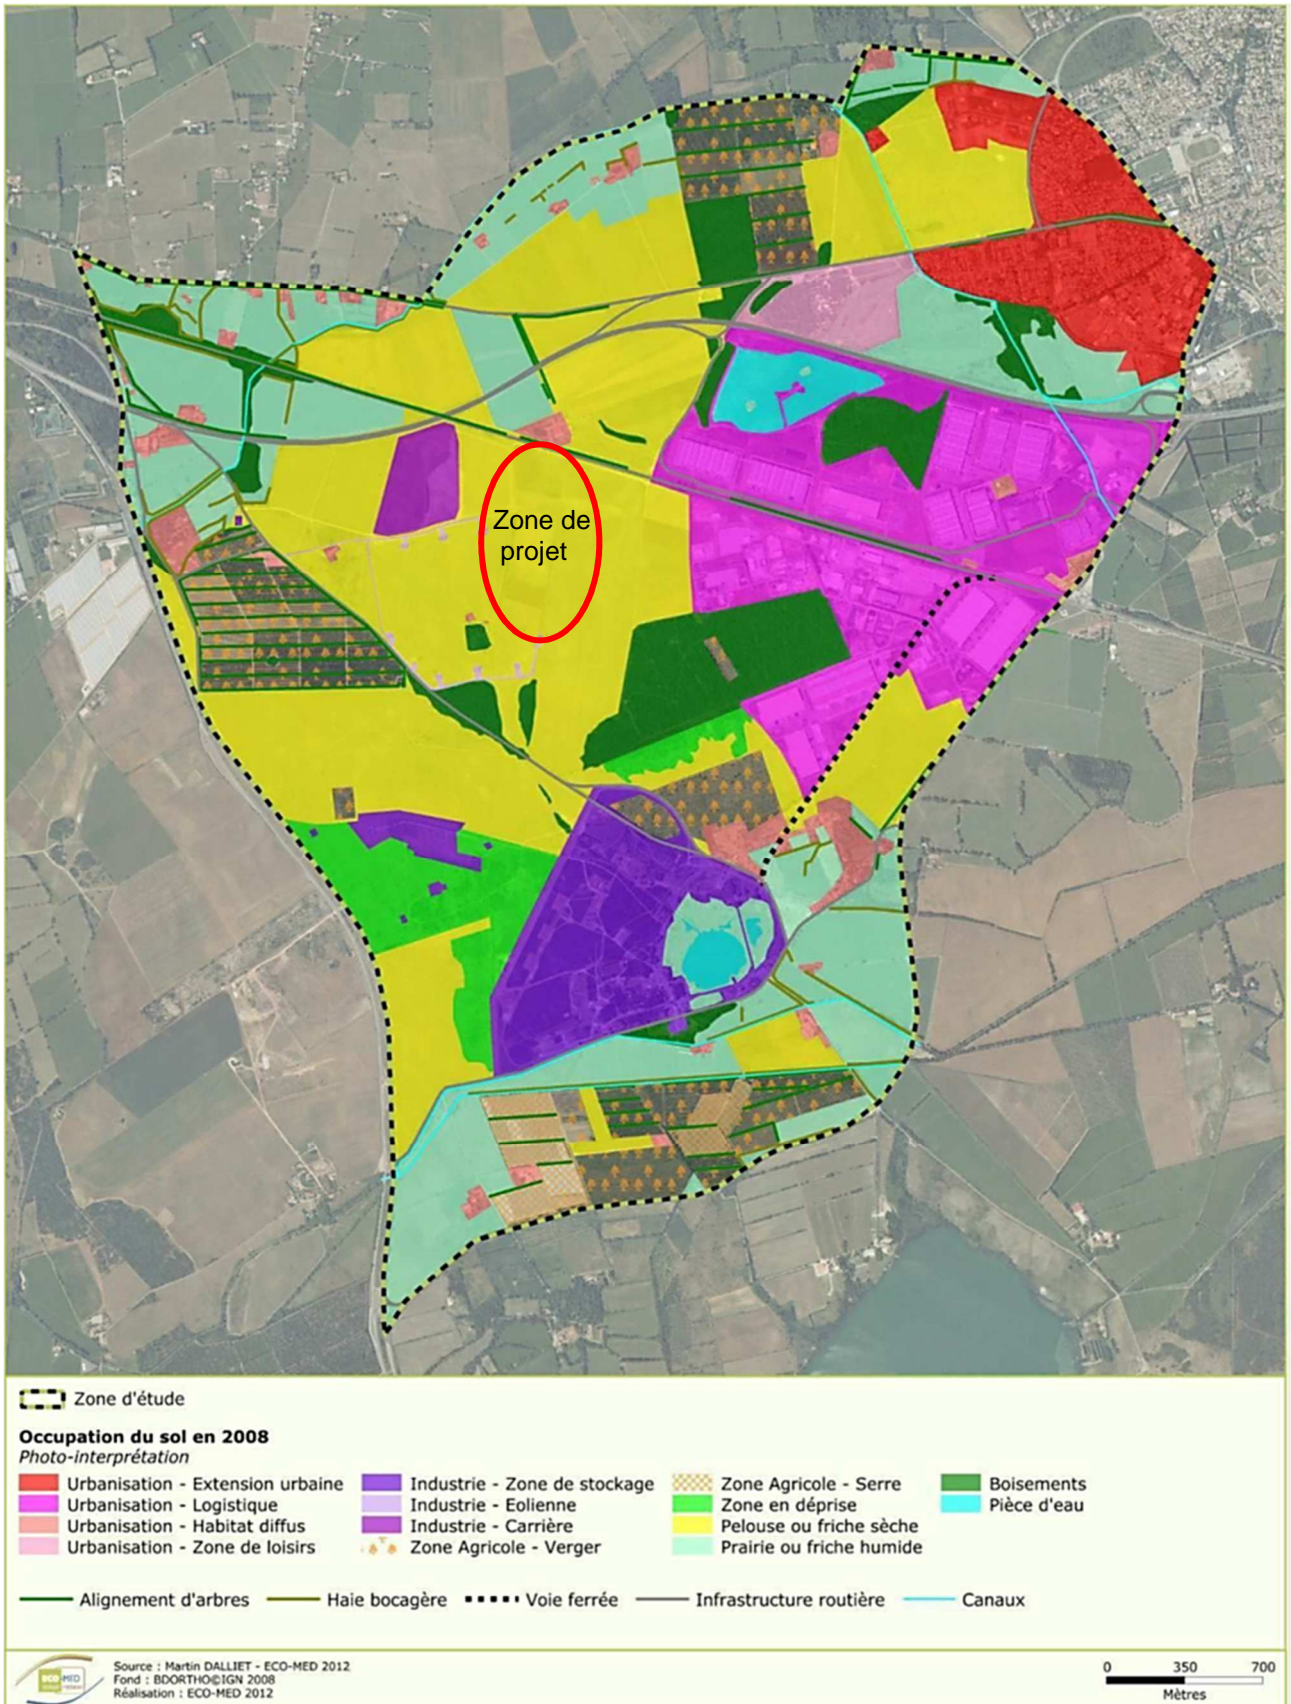 Zone de
projet
Zone d'étude
Occupation du sol en 2008
Photo-interprétation
Urbanisation - Extension urbaine
Urbanisation - Logistique
Urbanisation - Habitat diffus
Urbanisation - Zone de loisirs
Industrie - Zone de stockage
Industrie - Eolienne
Industrie - Carrière
Zone Agricole - Verger
Zone Agricole - Serre
Zone en déprise
Pelouse ou friche sèche
Prairie ou friche humide
Boisements
Pièce d'eau
Alignement d'arbres
Haie bocagère
Voie ferrée
Infrastructure routière
Canaux
ECO-MED
Source : Martin DALLIET - ECO-MED 2012
Fond : BDORTHO©IGN 2008
Réalisation : ECO-MED 2012
0 350 700
Mètres